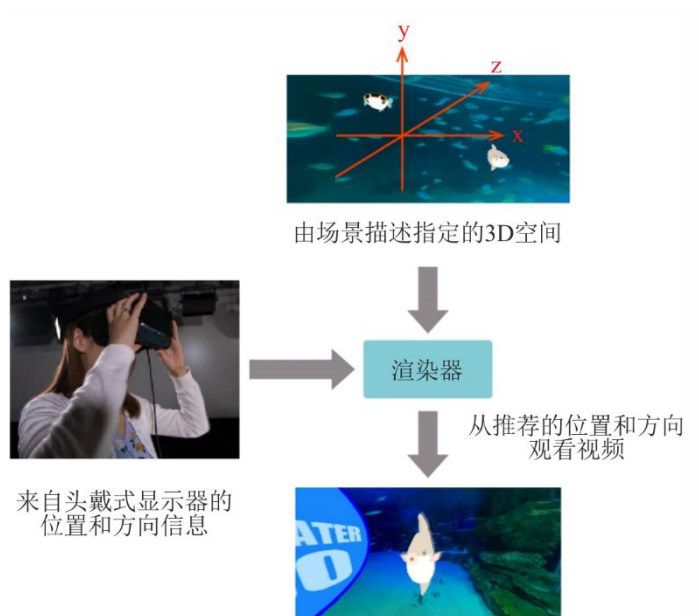 y
z
x
由场景描述指定的3D空间
渲染器
从推荐的位置和方向
观看视频
来自头戴式显示器的
位置和方向信息
ATER